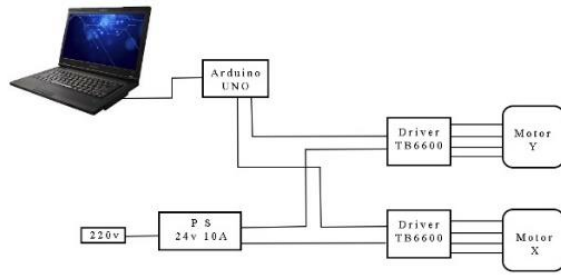 Arduino
UNO
Driver
TB6600
Motor
Y
P S
24v 10A
220v
Driver
TB6600
Motor
X